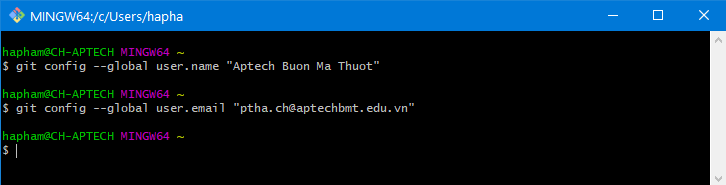 MINGW64:/c/Users/hapha
hapham@CH-APTECH MINGW64 ~
$ git config --global user.name "Aptech Buon Ma Thuot"
hapham@CH-APTECH MINGW64 ~
$ git config --global user.email "ptha.ch@aptechbmt.edu.vn"
hapham@CH-APTECH MINGW64 ~
$